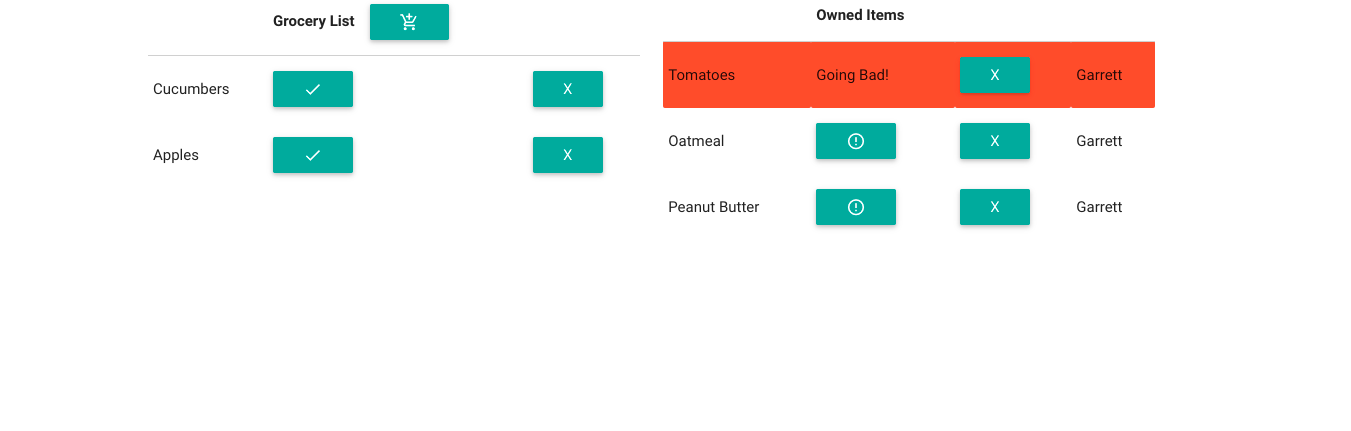 Grocery List
Cucumbers X
Apples X
Owned Items
Tomatoes Going Bad! X Garrett
Oatmeal X Garrett
Peanut Butter X Garrett